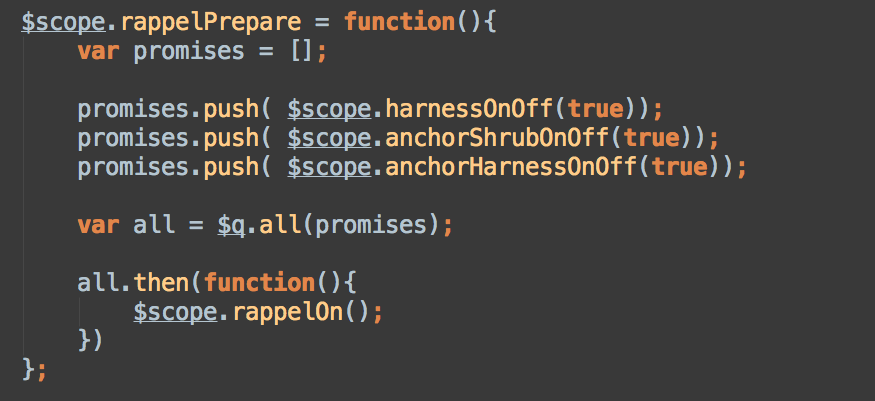 $scope.rappelPrepare = function(){
    var promises = [];

    promises.push( $scope.harnessOnOff(true));
    promises.push( $scope.anchorShrubOnOff(true));
    promises.push( $scope.anchorHarnessOnOff(true));

    var all = $q.all(promises);

    all.then(function(){
        $scope.rappelOn();
    })
};